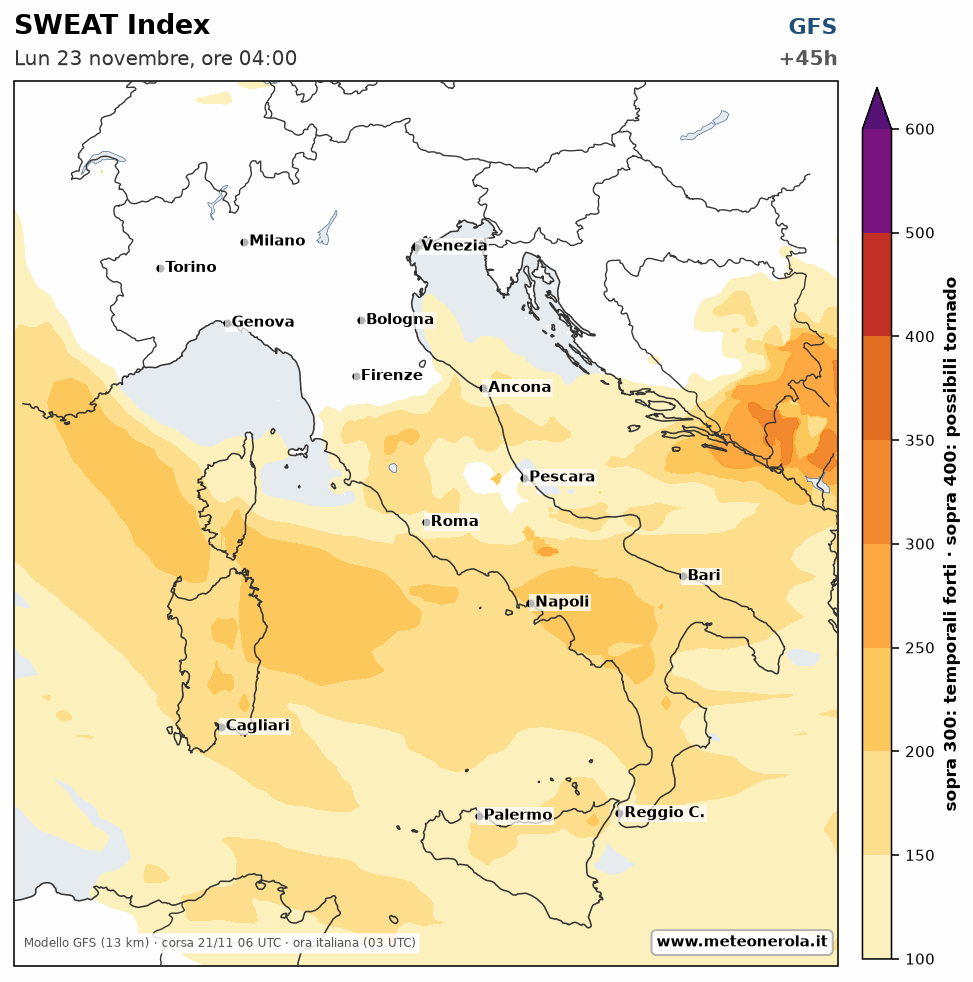 SWEAT Index
GFS
Lun 23 novembre, ore 04:00
+45h
Milano
Venezia
Torino
Genova
Bologna
Firenze
Ancona
Pescara
Roma
Bari
Napoli
Cagliari
Palermo
Reggio C.
Modello GFS (13 km) · corsa 21/11 06 UTC · ora italiana (03 UTC)
www.meteonerola.it
600
500
400
350
300
250
200
150
100
sopra 300: temporali forti · sopra 400: possibili tornado